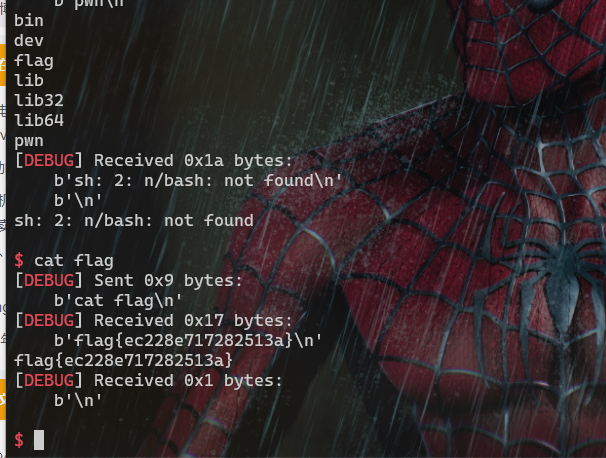 b'pwn\n'
bin
dev
flag
lib
lib32
lib64
pwn
[DEBUG] Received 0x1a bytes:
b'sh: 2: n/bash: not found\n'
b'\n'
sh: 2: n/bash: not found
$ cat flag
[DEBUG] Sent 0x9 bytes:
b'cat flag\n'
[DEBUG] Received 0x17 bytes:
b'flag{ec228e717282513a}\n'
flag{ec228e717282513a}
[DEBUG] Received 0x1 bytes:
b'\n'
$